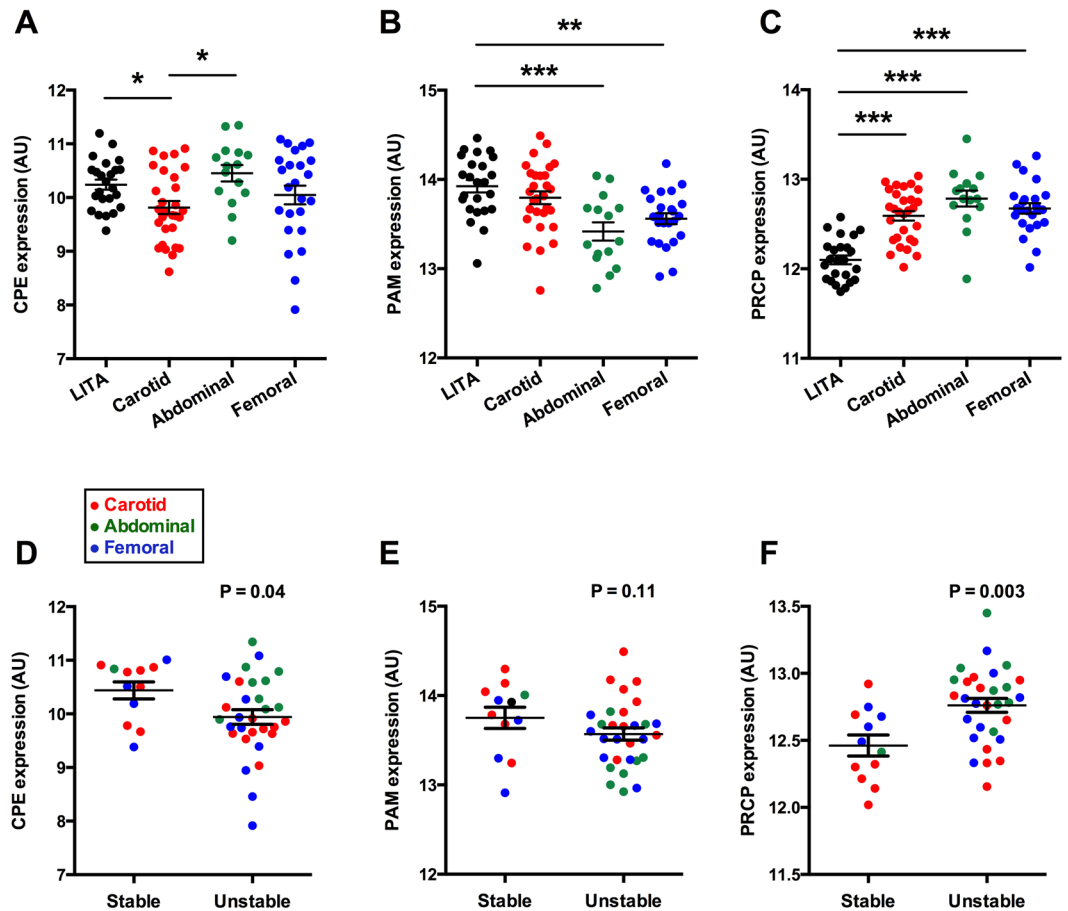 A
B
C
*
*
**
***
***
***
***
CPE expression (AU)
12
11
10
9
8
7
LITA
Carotid
Abdominal
Femoral
PAM expression (AU)
15
14
13
12
LITA
Carotid
Abdominal
Femoral
PRCP expression (AU)
14
13
12
11
LITA
Carotid
Abdominal
Femoral
Carotid
Abdominal
Femoral
D
E
F
P = 0.04
P = 0.11
P = 0.003
CPE expression (AU)
12
11
10
9
8
7
Stable
Unstable
PAM expression (AU)
15
14
13
12
Stable
Unstable
PRCP expression (AU)
13.5
13.0
12.5
12.0
11.5
Stable
Unstable